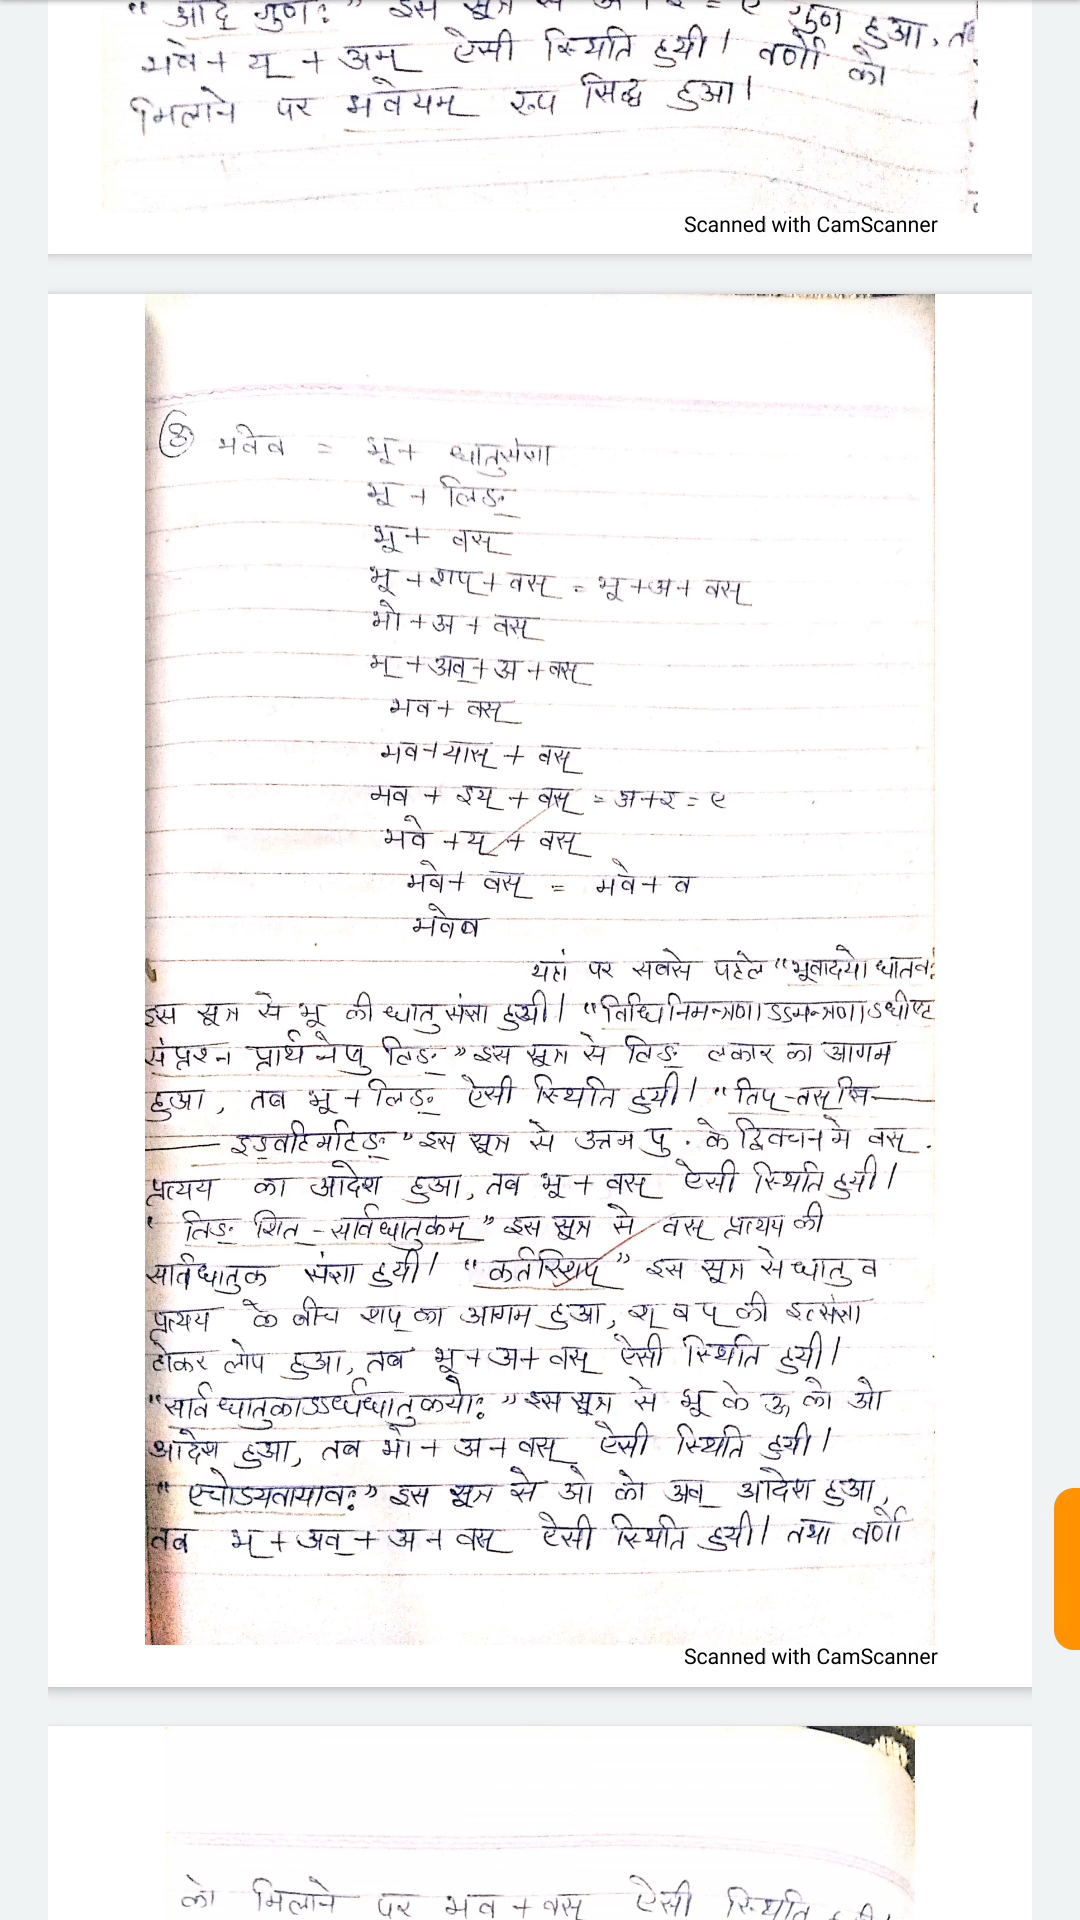 "आद् गुणः" इस सूत्र से अ + इ = ए गुण हुआ, तब
भवे + य् + अम् ऐसी स्थिति हुयी। वर्णो को
मिलाने पर भवेयम् रूप सिद्ध हुआ।
Scanned with CamScanner
⑧ भवेव = भू + धातुसंज्ञा
भू + लिङ्
भू + वस्
भू + शप् + वस् = भू + अ + वस्
भो + अ + वस्
भ् + अव् + अ + वस्
भव + वस्
भव + यास् + वस्
भव + इय् + वस् = अ + इ = ए
भवे + य् + वस्
भवे + वस् = भवे + व
भवेव
यहां पर सबसे पहले "भूवादयो धातवः
इस सूत्र से भू की धातु संज्ञा हुयी। "विधिनिमन्त्रणाऽऽमन्त्रणाऽधीष्ट
संप्रश्न प्रार्थनेषु लिङ्" इस सूत्र से लिङ् लकार का आगम
हुआ, तब भू + लिङ् ऐसी स्थिति हुयी। "तिप्-तस् झि—
— इड्वहिमहिङ्" इस सूत्र से उत्तम पु. के द्विवचन मे वस्
प्रत्यय का आदेश हुआ, तब भू + वस् ऐसी स्थिति हुयी।
' तिङ् शित् - सार्वधातुकम्" इस सूत्र से वस् प्रत्यय की
सार्वधातुक संज्ञा हुयी। "कर्तरिशप्" इस सूत्र से धातु व
प्रत्यय के बीच शप् का आगम हुआ, श् व प् की इत्संज्ञा
होकर लोप हुआ, तब भू + अ + वस् ऐसी स्थिति हुयी।
"सार्वधातुकाऽऽर्धधातुकयोः" इस सूत्र से भू के ऊ को ओ
आदेश हुआ, तब भो + अ + वस् ऐसी स्थिति हुयी।
"एचोऽयवायावः" इस सूत्र से ओ को अव् आदेश हुआ,
तब भ् + अव् + अ + वस् ऐसी स्थिति हुयी। तथा वर्णो
Scanned with CamScanner
को मिलाने पर भव + वस् ऐसी स्थिति